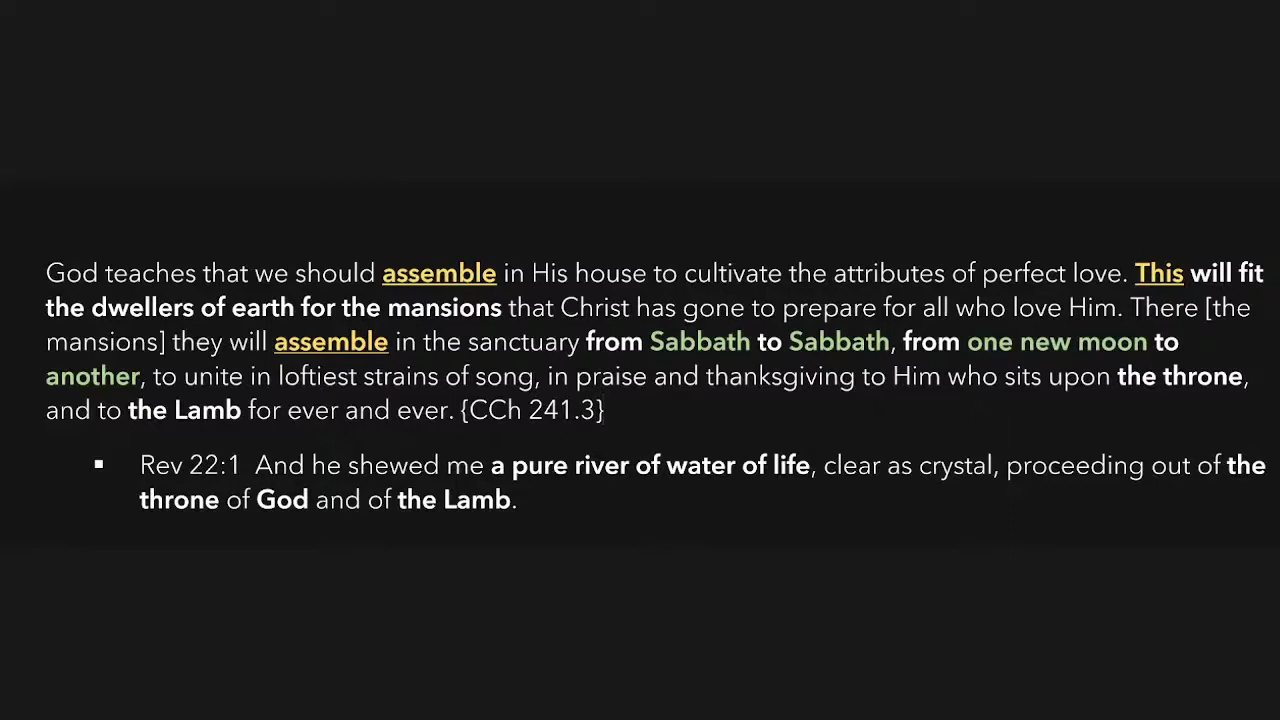 God teaches that we should assemble in His house to cultivate the attributes of perfect love. This will fit
the dwellers of earth for the mansions that Christ has gone to prepare for all who love Him. There [the
mansions] they will assemble in the sanctuary from Sabbath to Sabbath, from one new moon to
another, to unite in loftiest strains of song, in praise and thanksgiving to Him who sits upon the throne,
and to the Lamb for ever and ever. {CCh 241.3}
▪ Rev 22:1 And he shewed me a pure river of water of life, clear as crystal, proceeding out of the
throne of God and of the Lamb.